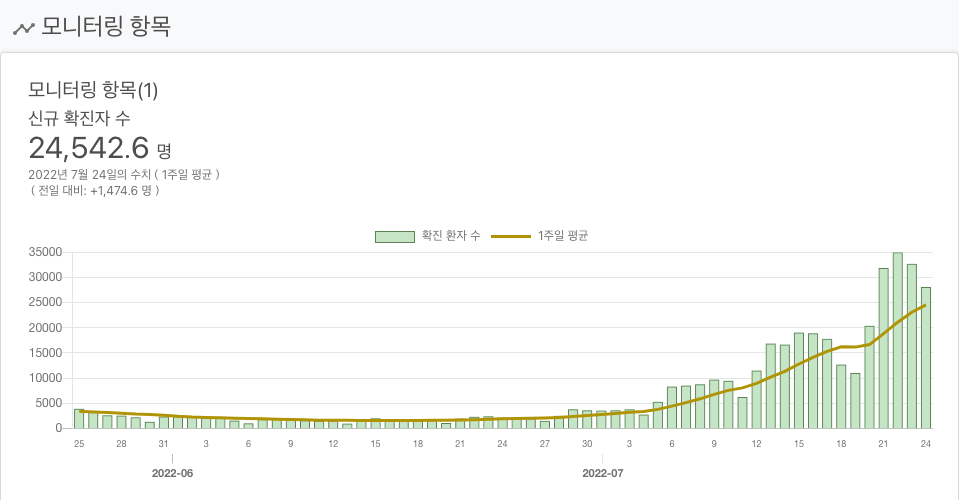 모니터링 항목
모니터링 항목(1)
신규 확진자 수
24,542.6 명
2022년 7월 24일의 수치 ( 1주일 평균 )
( 전일 대비: +1,474.6 명 )
확진 환자 수 1주일 평균
35000
30000
25000
20000
15000
10000
5000
0
25 28 31 3 6 9 12 15 18 21 24 27 30 3 6 9 12 15 18 21 24
2022-06 2022-07